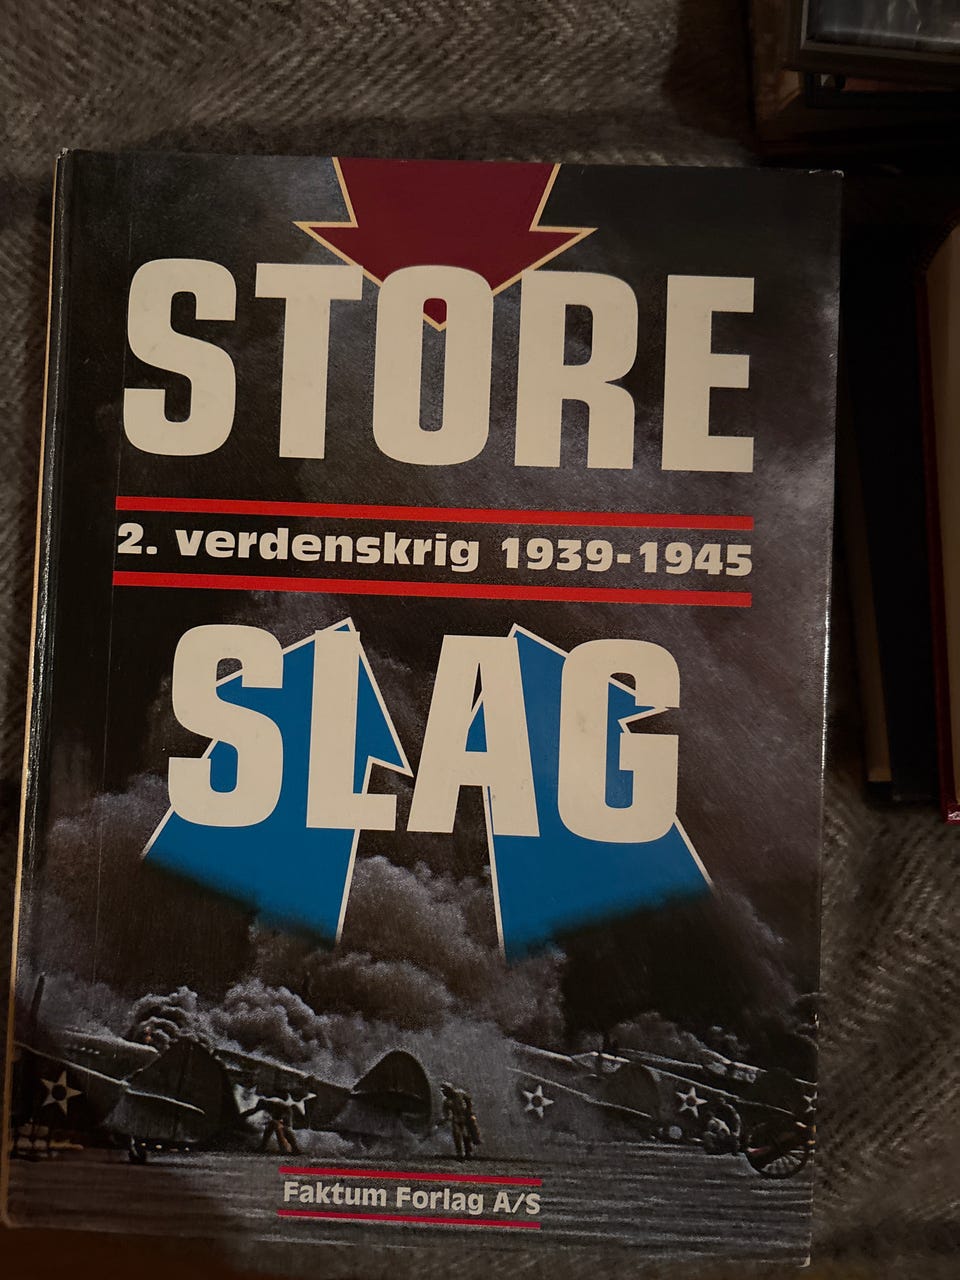 STORE
2. verdenskrig 1939-1945
SLAG
Faktum Forlag A/S